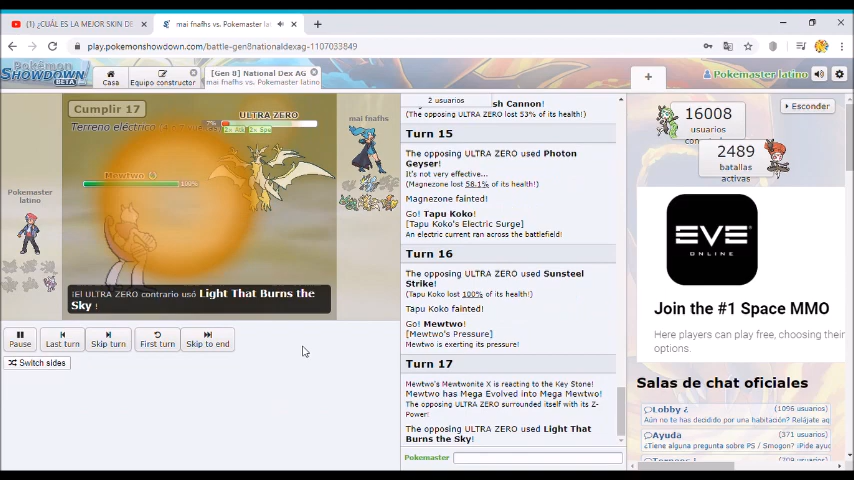 (1) ¿CUÁL ES LA MEJOR SKIN DE
mai fnafhs vs. Pokemaster lat
play.pokemonshowdown.com/battle-gen8nationaldexag-1107033849
SHOWDOWN
BETA
Casa
Equipo constructor
[Gen 8] National Dex AG
mai fnafhs vs. Pokemaster latino
Pokemaster latino
Cumplir 17
Terreno eléctrico
ULTRA ZERO
7%
2x Spe
Mewtwo
100%
Pokemaster
latino
mai fnafhs
¡El ULTRA ZERO contrario usó Light That Burns the
Sky !
Pause
Last turn
Skip turn
First turn
Skip to end
Switch sides
2 usuarios
sh Cannon!
(The opposing ULTRA ZERO lost 53% of its health!)
Turn 15
The opposing ULTRA ZERO used Photon
Geyser!
It's not very effective...
(Magnezone lost 58.1% of its health!)
Magnezone fainted!
Go! Tapu Koko!
[Tapu Koko's Electric Surge]
An electric current ran across the battlefield!
Turn 16
The opposing ULTRA ZERO used Sunsteel
Strike!
(Tapu Koko lost 100% of its health!)
Tapu Koko fainted!
Go! Mewtwo!
[Mewtwo's Pressure]
Mewtwo is exerting its pressure!
Turn 17
Mewtwo's Mewtwonite X is reacting to the Key Stone!
Mewtwo has Mega Evolved into Mega Mewtwo!
The opposing ULTRA ZERO surrounded itself with its Z-
Power!
The opposing ULTRA ZERO used Light That
Burns the Sky!
Pokemaster
16008
usuarios
2489
batallas
activas
Esconder
EVE
ONLINE
Join the #1 Space MMO
Here players can play free, choosing their
options.
Salas de chat oficiales
Lobby ¿
(1096 usuarios)
Aún no te has decidido por una habitación? Relájate aq
Ayuda
(371 usuarios)
¿Tiene alguna pregunta sobre PS / Smogon? ¡Pide ayuc
(209 usuarios)